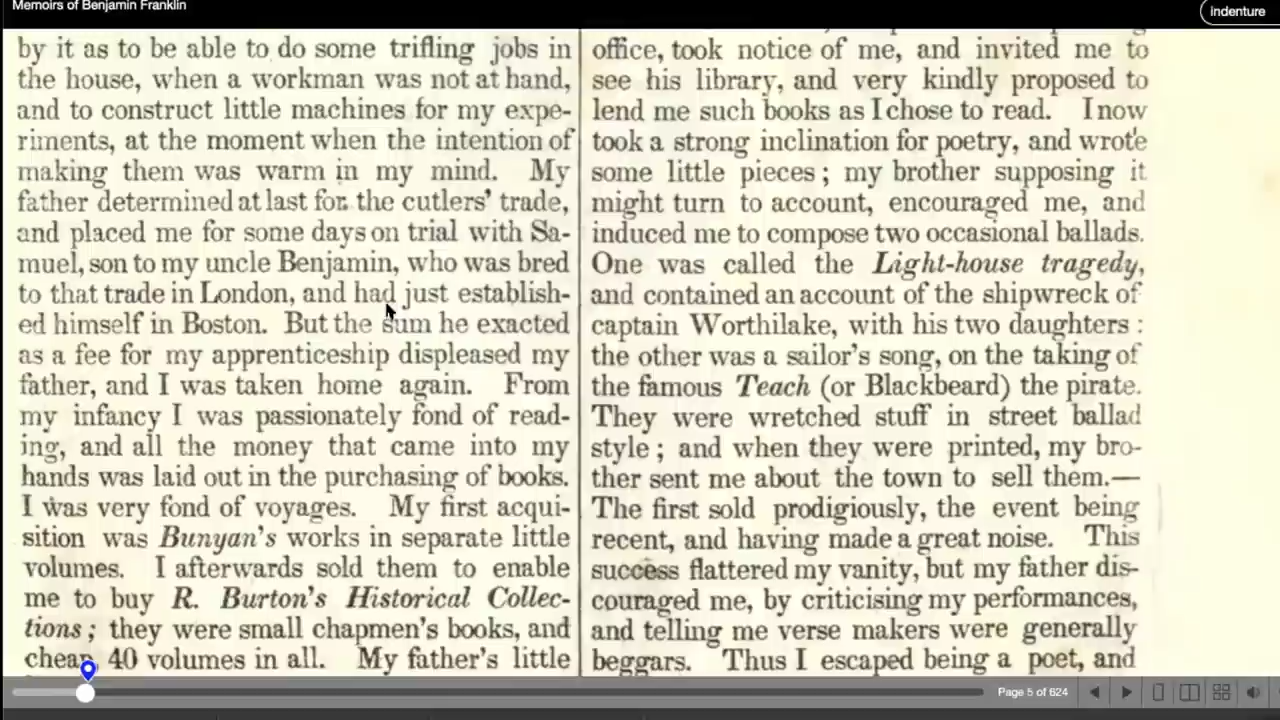 Memoirs of Benjamin Franklin
indenture
by it as to be able to do some trifling jobs in
the house, when a workman was not at hand,
and to construct little machines for my expe-
riments, at the moment when the intention of
making them was warm in my mind. My
father determined at last for the cutlers' trade,
and placed me for some days on trial with Sa-
muel, son to my uncle Benjamin, who was bred
to that trade in London, and had just establish-
ed himself in Boston. But the sum he exacted
as a fee for my apprenticeship displeased my
father, and I was taken home again. From
my infancy I was passionately fond of read-
ing, and all the money that came into my
hands was laid out in the purchasing of books.
I was very fond of voyages. My first acqui-
sition was Bunyan's works in separate little
volumes. I afterwards sold them to enable
me to buy R. Burton's Historical Collec-
tions; they were small chapmen's books, and
cheap, 40 volumes in all. My father's little
office, took notice of me, and invited me to
see his library, and very kindly proposed to
lend me such books as I chose to read. I now
took a strong inclination for poetry, and wrote
some little pieces; my brother supposing it
might turn to account, encouraged me, and
induced me to compose two occasional ballads.
One was called the Light-house tragedy,
and contained an account of the shipwreck of
captain Worthilake, with his two daughters:
the other was a sailor's song, on the taking of
the famous Teach (or Blackbeard) the pirate.
They were wretched stuff in street ballad
style; and when they were printed, my bro-
ther sent me about the town to sell them.—
The first sold prodigiously, the event being
recent, and having made a great noise. This
success flattered my vanity, but my father dis-
couraged me, by criticising my performances,
and telling me verse makers were generally
beggars. Thus I escaped being a poet, and
Page 5 of 624